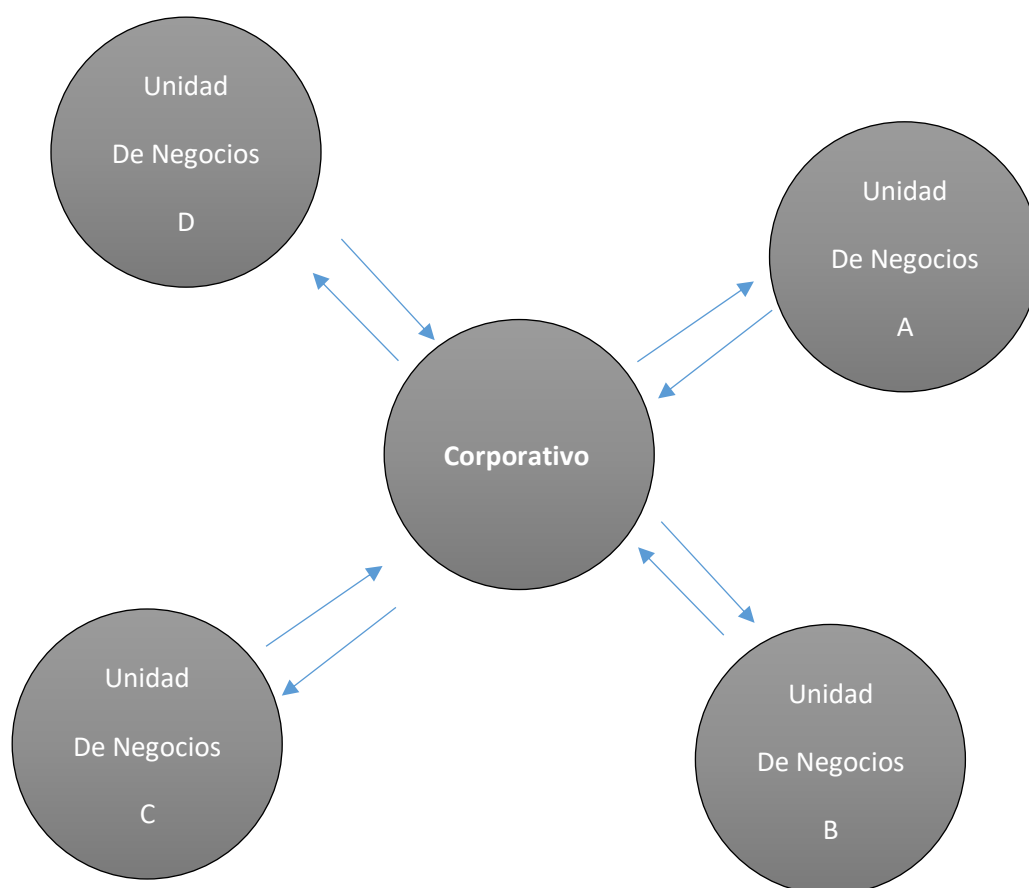 Unidad
De Negocios
D
Unidad
De Negocios
A
Corporativo
Unidad
De Negocios
C
Unidad
De Negocios
B